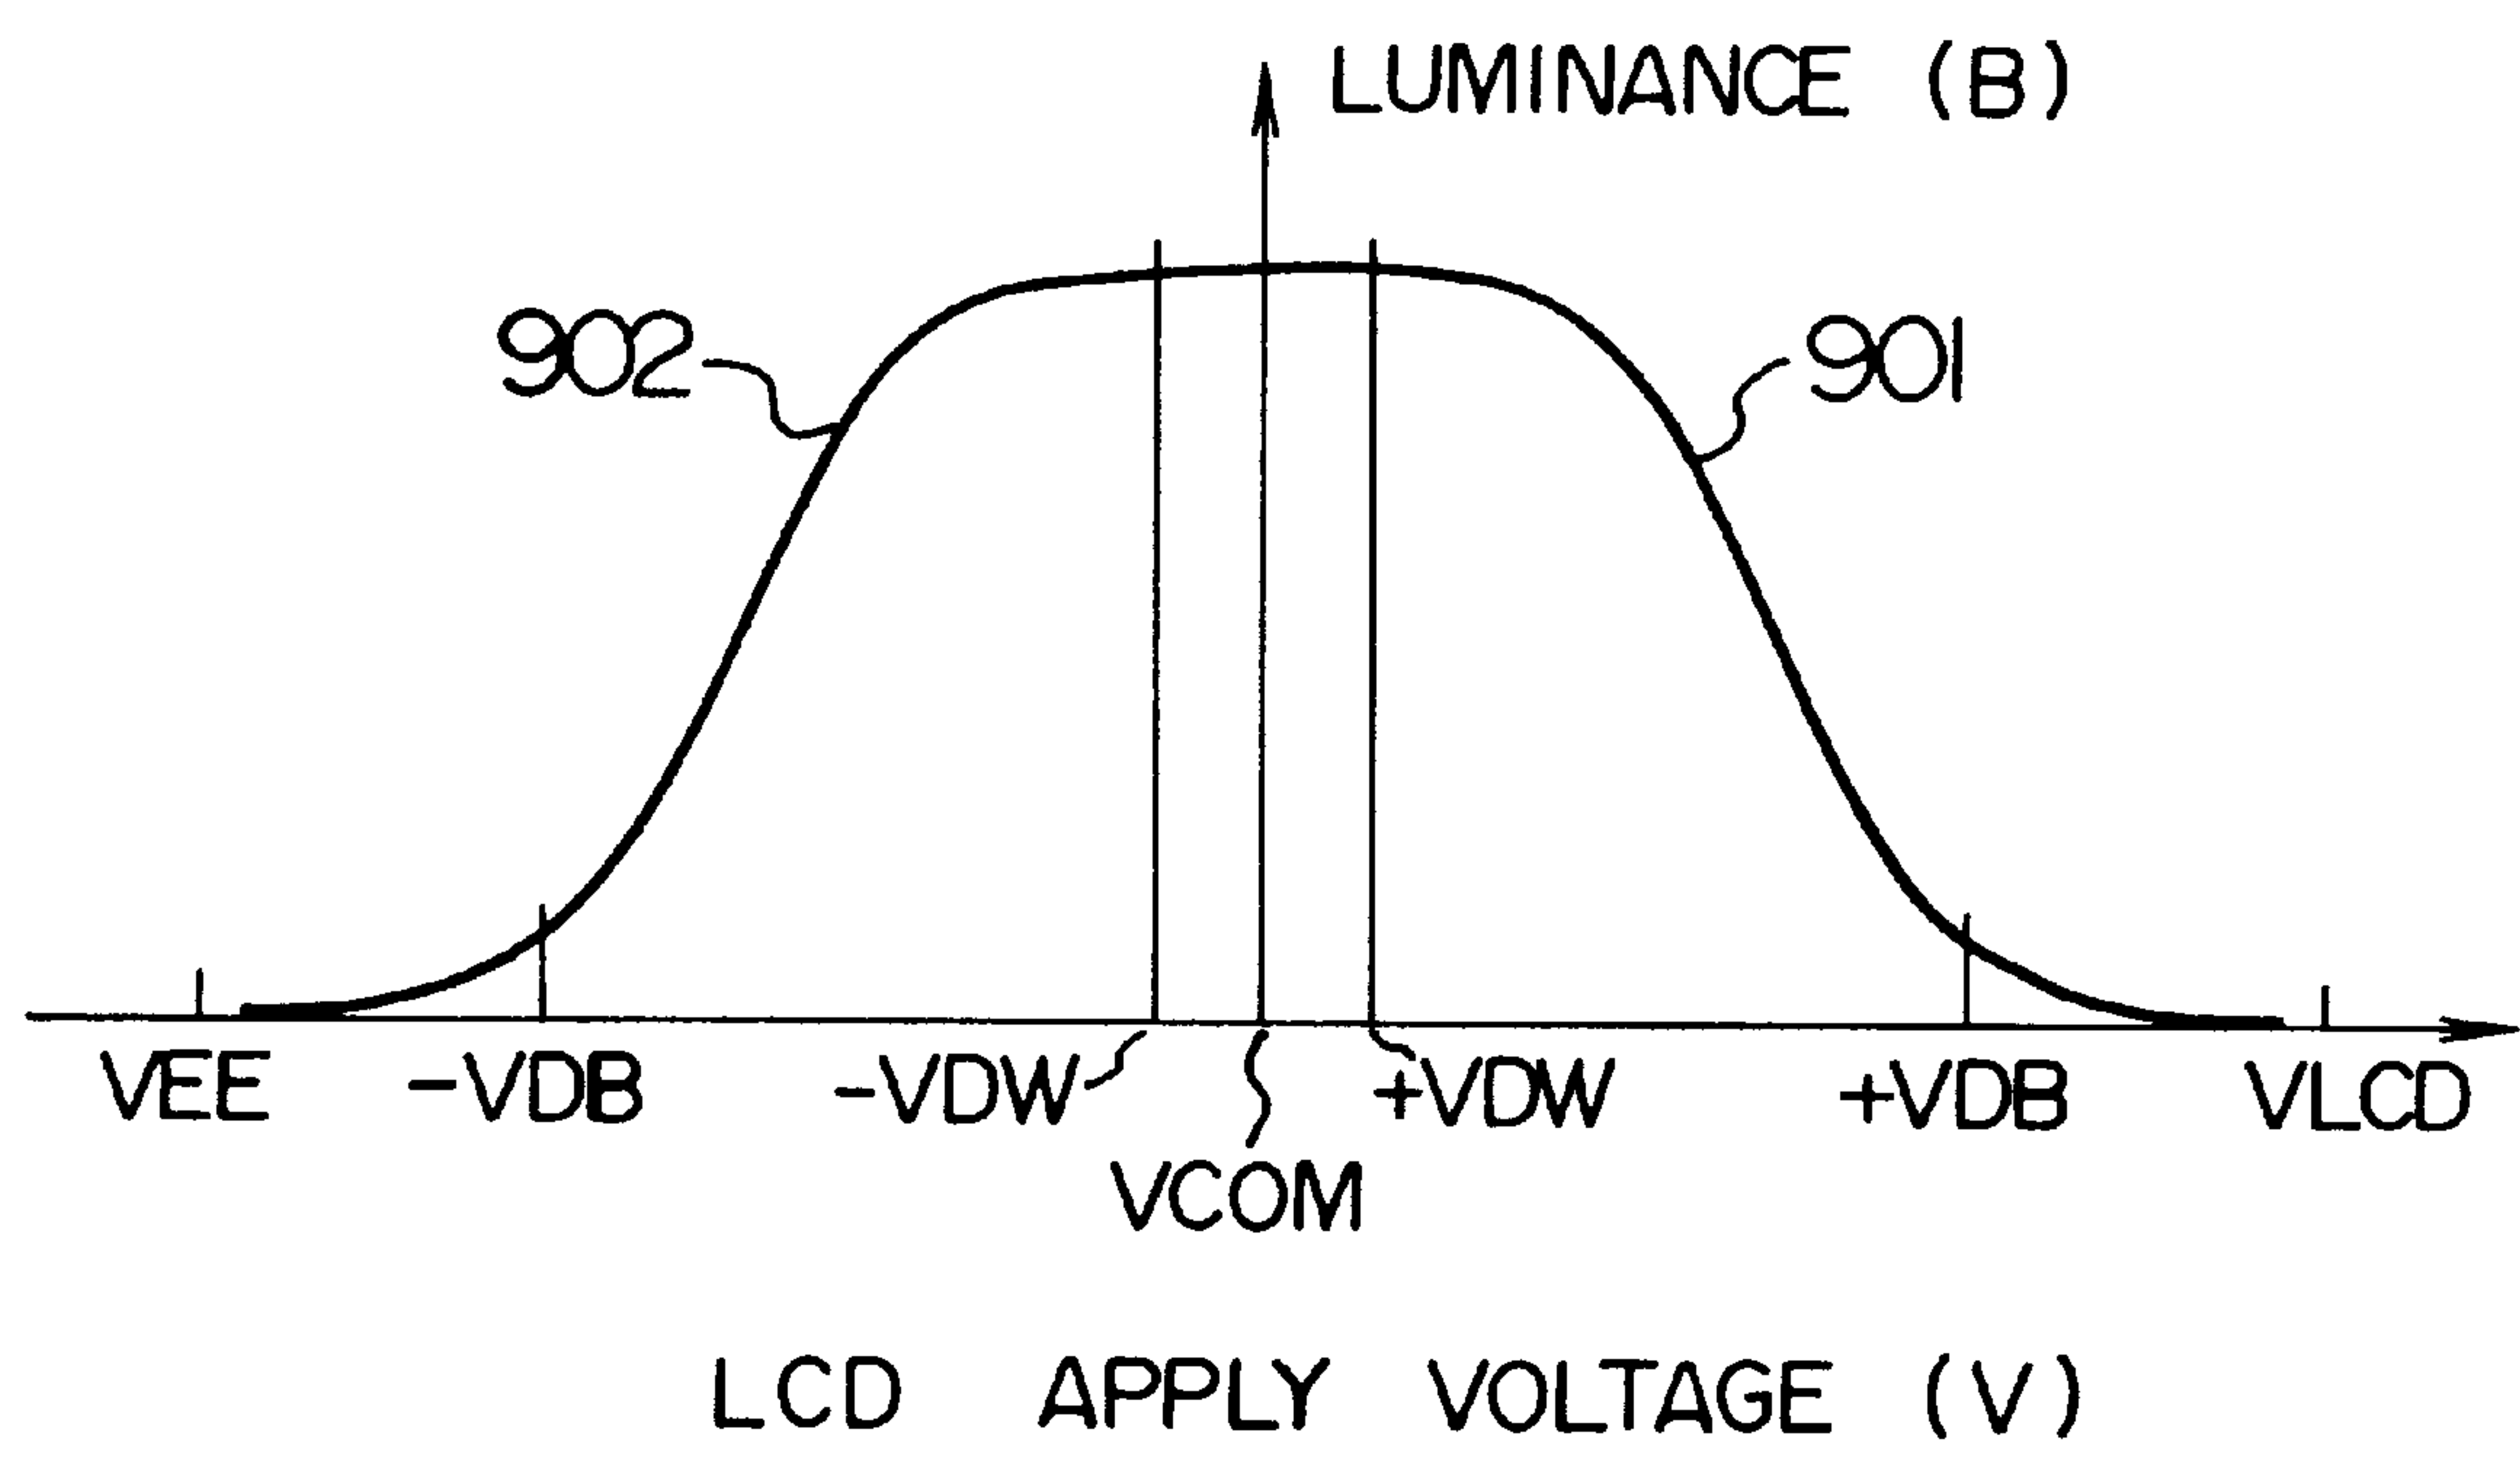 LUMINANCE (B)
902
901
VEE -VDB -VDW +VDW +VDB VLCD
VCOM
LCD APPLY VOLTAGE (V)